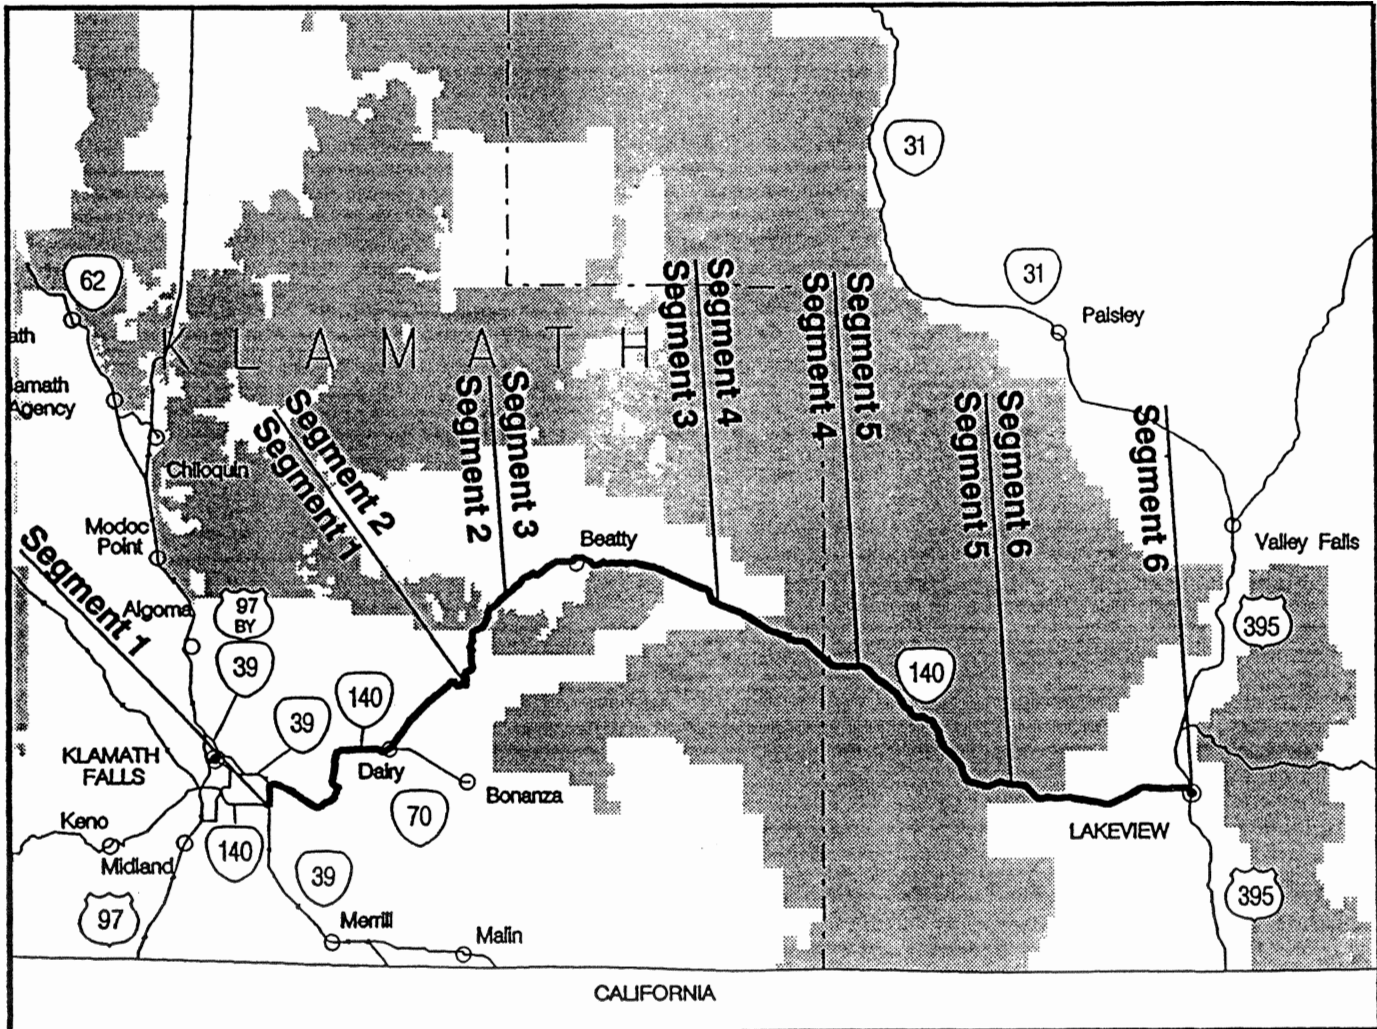 31
62
31
Paisley
ath
KLAMATH
Segment 3
Segment 4
Segment 4
Segment 5
amath
Agency
Segment 1
Segment 2
Segment 2
Segment 3
Segment 5
Segment 6
Segment 6
Chiloquin
Modoc
Point
Segment 1
Beatty
Valley Falls
Algoma
97
BY
39
395
140
140
39
KLAMATH
FALLS
Dairy
Bonanza
70
Keno
Midland
140
LAKEVIEW
39
97
395
Merrill
Malin
CALIFORNIA